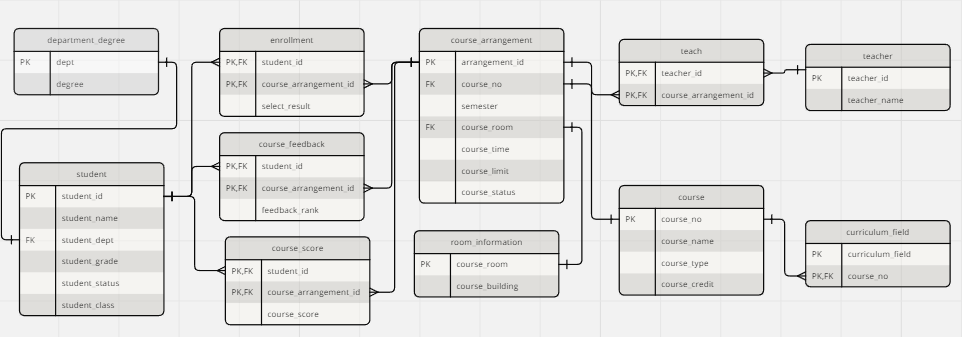 department_degree
PK dept
degree
enrollment
PK,FK student_id
PK,FK course_arrangement_id
select_result
course_arrangement
PK arrangement_id
FK course_no
semester
FK course_room
course_time
course_limit
course_status
teach
PK,FK teacher_id
PK,FK course_arrangement_id
teacher
PK teacher_id
teacher_name
course_feedback
PK,FK student_id
PK,FK course_arrangement_id
feedback_rank
student
PK student_id
student_name
FK student_dept
student_grade
student_status
student_class
course_score
PK,FK student_id
PK,FK course_arrangement_id
course_score
room_information
PK course_room
course_building
course
PK course_no
course_name
course_type
course_credit
curriculum_field
PK curriculum_field
PK,FK course_no